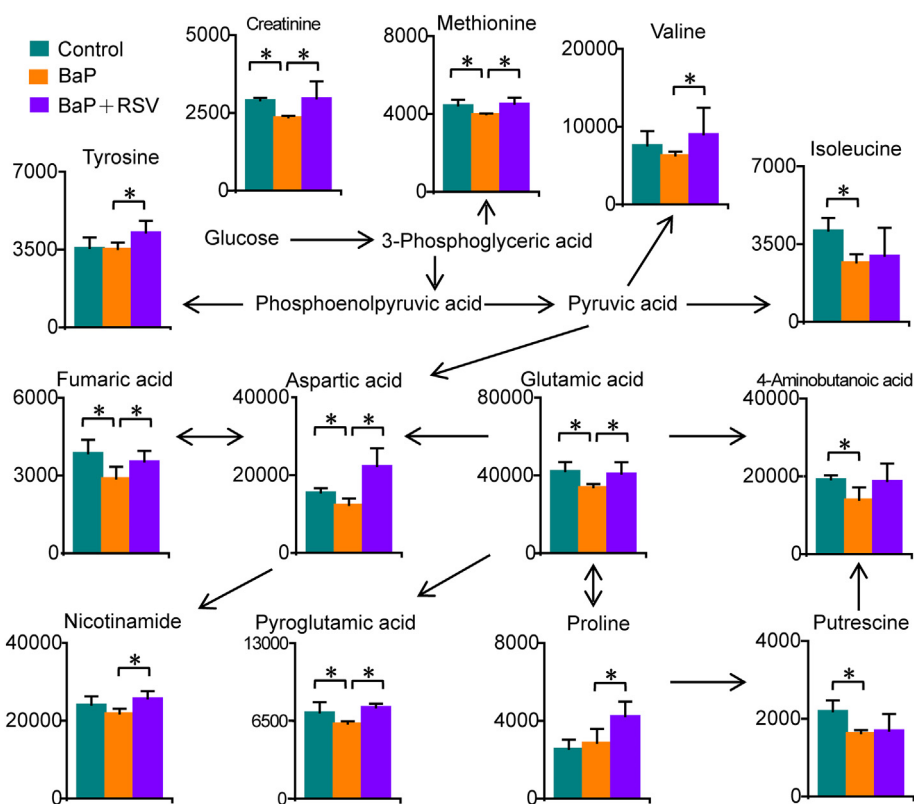 Control
BaP
BaP+RSV
Creatinine
5000
2500
0
* *
Methionine
8000
4000
0
* *
Valine
20000
10000
0
*
Tyrosine
7000
3500
0
*
Isoleucine
7000
3500
0
*
Glucose
3-Phosphoglyceric acid
Phosphoenolpyruvic acid
Pyruvic acid
Fumaric acid
6000
3000
0
* *
Aspartic acid
40000
20000
0
* *
Glutamic acid
80000
40000
0
* *
4-Aminobutanoic acid
40000
20000
0
*
Nicotinamide
40000
20000
0
*
Pyroglutamic acid
13000
6500
0
* *
Proline
8000
4000
0
*
Putrescine
4000
2000
0
*